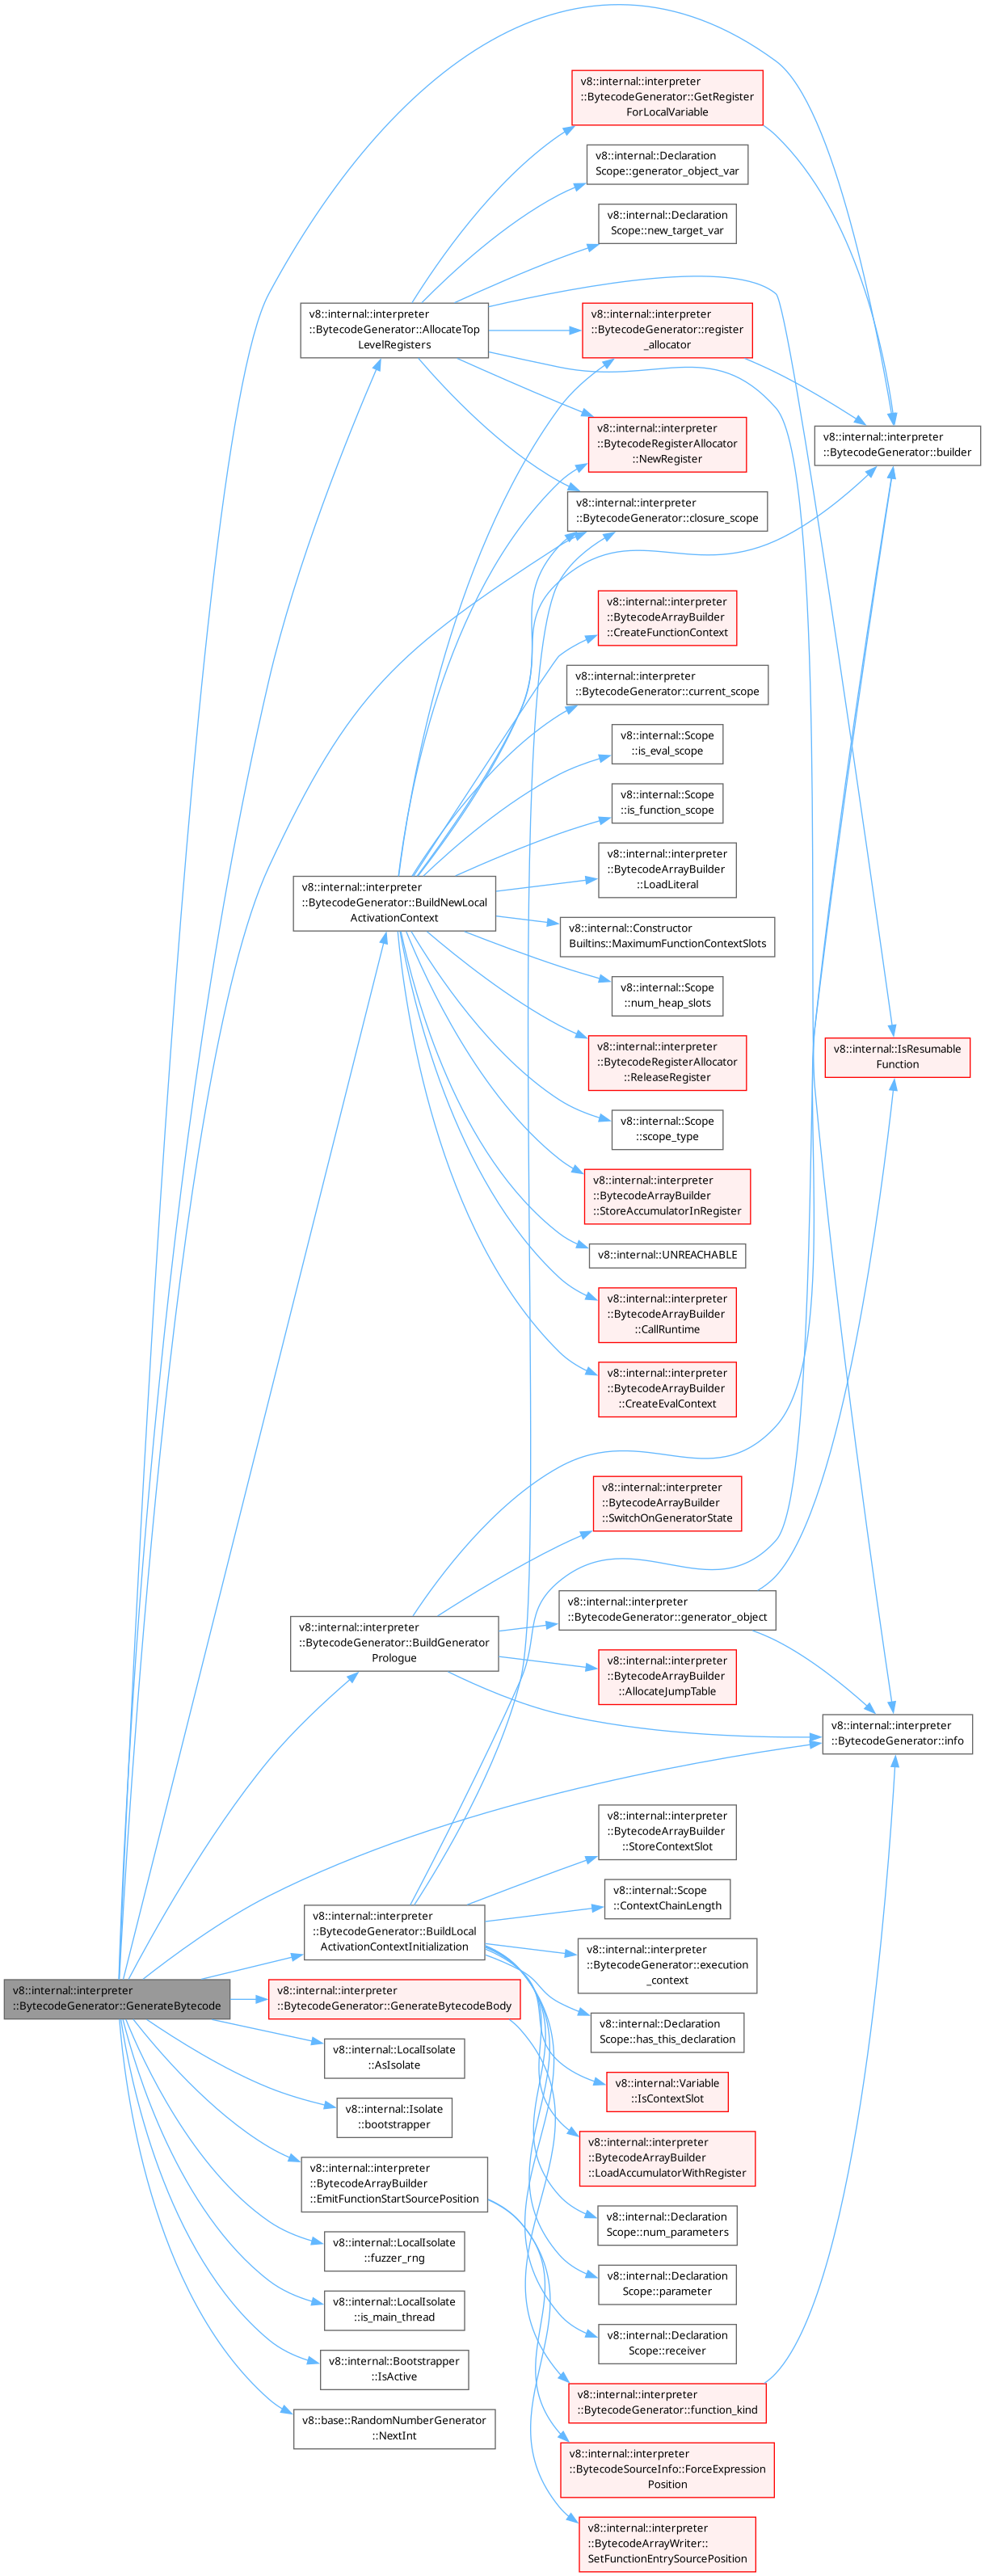 v8::internal::interpreter
::BytecodeGenerator::GetRegister
ForLocalVariable
v8::internal::Declaration
Scope::generator_object_var
v8::internal::Declaration
Scope::new_target_var
v8::internal::interpreter
::BytecodeGenerator::AllocateTop
LevelRegisters
v8::internal::interpreter
::BytecodeGenerator::register
_allocator
v8::internal::interpreter
::BytecodeRegisterAllocator
::NewRegister
v8::internal::interpreter
::BytecodeGenerator::builder
v8::internal::interpreter
::BytecodeGenerator::closure_scope
v8::internal::interpreter
::BytecodeArrayBuilder
::CreateFunctionContext
v8::internal::interpreter
::BytecodeGenerator::current_scope
v8::internal::Scope
::is_eval_scope
v8::internal::Scope
::is_function_scope
v8::internal::interpreter
::BytecodeArrayBuilder
::LoadLiteral
v8::internal::interpreter
::BytecodeGenerator::BuildNewLocal
ActivationContext
v8::internal::Constructor
Builtins::MaximumFunctionContextSlots
v8::internal::Scope
::num_heap_slots
v8::internal::interpreter
::BytecodeRegisterAllocator
::ReleaseRegister
v8::internal::IsResumable
Function
v8::internal::Scope
::scope_type
v8::internal::interpreter
::BytecodeArrayBuilder
::StoreAccumulatorInRegister
v8::internal::UNREACHABLE
v8::internal::interpreter
::BytecodeArrayBuilder
::CallRuntime
v8::internal::interpreter
::BytecodeArrayBuilder
::CreateEvalContext
v8::internal::interpreter
::BytecodeArrayBuilder
::SwitchOnGeneratorState
v8::internal::interpreter
::BytecodeGenerator::generator_object
v8::internal::interpreter
::BytecodeGenerator::BuildGenerator
Prologue
v8::internal::interpreter
::BytecodeArrayBuilder
::AllocateJumpTable
v8::internal::interpreter
::BytecodeGenerator::info
v8::internal::interpreter
::BytecodeArrayBuilder
::StoreContextSlot
v8::internal::Scope
::ContextChainLength
v8::internal::interpreter
::BytecodeGenerator::BuildLocal
ActivationContextInitialization
v8::internal::interpreter
::BytecodeGenerator::execution
_context
v8::internal::interpreter
::BytecodeGenerator::GenerateBytecode
v8::internal::interpreter
::BytecodeGenerator::GenerateBytecodeBody
v8::internal::Declaration
Scope::has_this_declaration
v8::internal::LocalIsolate
::AsIsolate
v8::internal::Variable
::IsContextSlot
v8::internal::Isolate
::bootstrapper
v8::internal::interpreter
::BytecodeArrayBuilder
::LoadAccumulatorWithRegister
v8::internal::interpreter
::BytecodeArrayBuilder
::EmitFunctionStartSourcePosition
v8::internal::Declaration
Scope::num_parameters
v8::internal::LocalIsolate
::fuzzer_rng
v8::internal::Declaration
Scope::parameter
v8::internal::LocalIsolate
::is_main_thread
v8::internal::Declaration
Scope::receiver
v8::internal::Bootstrapper
::IsActive
v8::internal::interpreter
::BytecodeGenerator::function_kind
v8::base::RandomNumberGenerator
::NextInt
v8::internal::interpreter
::BytecodeSourceInfo::ForceExpression
Position
v8::internal::interpreter
::BytecodeArrayWriter::
SetFunctionEntrySourcePosition